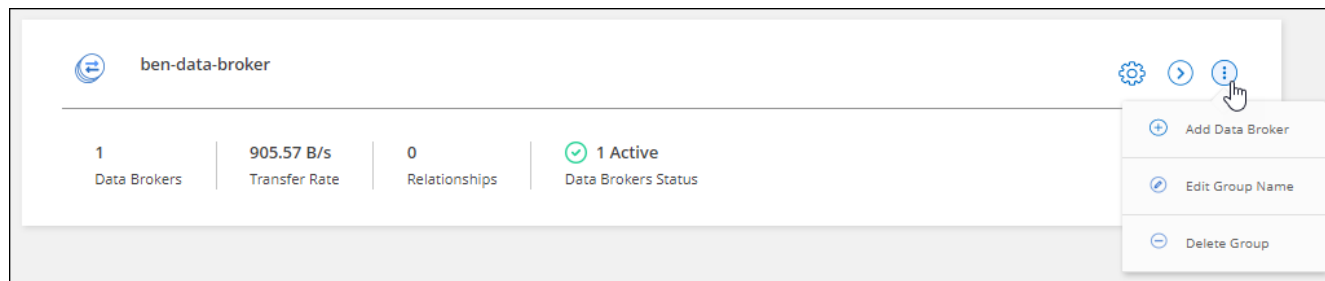 ben-data-broker
1
Data Brokers
905.57 B/s
Transfer Rate
0
Relationships
1 Active
Data Brokers Status
Add Data Broker
Edit Group Name
Delete Group